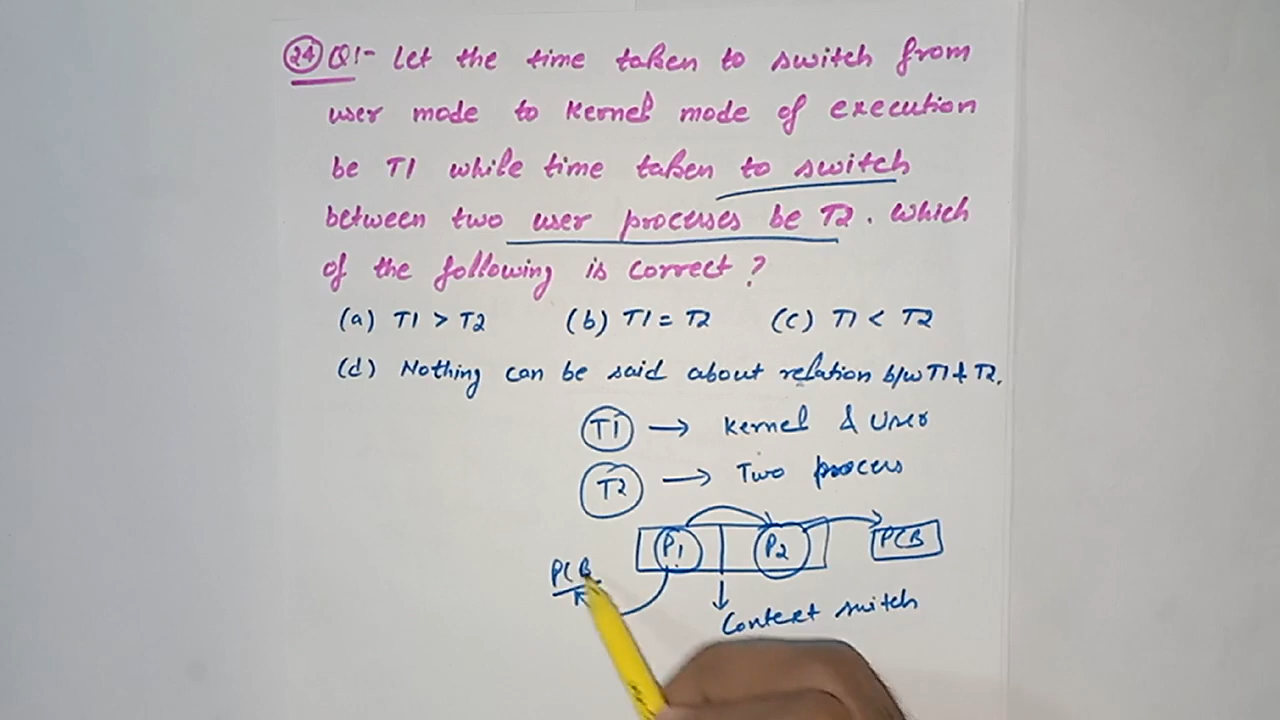 24 Q1- Let the time taken to switch from
user mode to kernel mode of execution
be T1 while time taken to switch
between two user processes be T2. Which
of the following is correct?
(a) T1 > T2 (b) T1 = T2 (c) T1 < T2
(d) Nothing can be said about relation b/w T1 & T2.
T1 → Kernel & User
T2 → Two process
P1 P2 PCB
PCB
Context switch